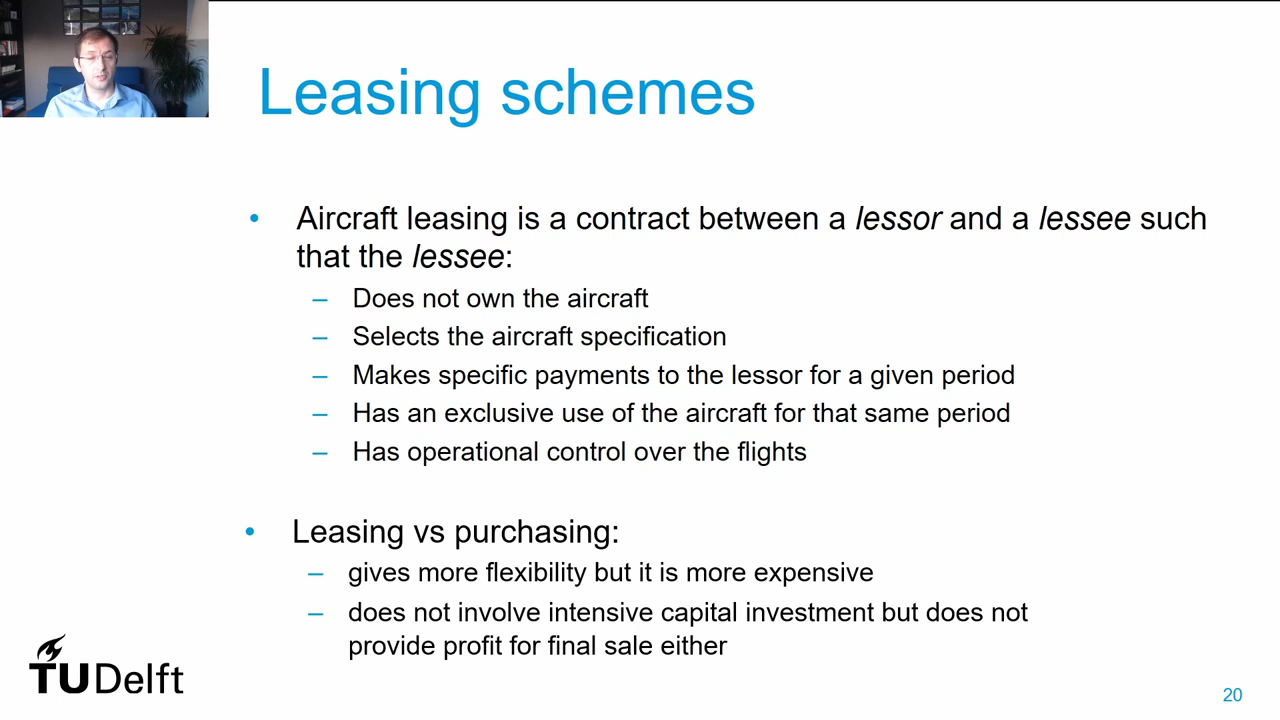 Leasing schemes
• Aircraft leasing is a contract between a lessor and a lessee such
that the lessee:
– Does not own the aircraft
– Selects the aircraft specification
– Makes specific payments to the lessor for a given period
– Has an exclusive use of the aircraft for that same period
– Has operational control over the flights
• Leasing vs purchasing:
– gives more flexibility but it is more expensive
– does not involve intensive capital investment but does not
provide profit for final sale either
TU Delft
20